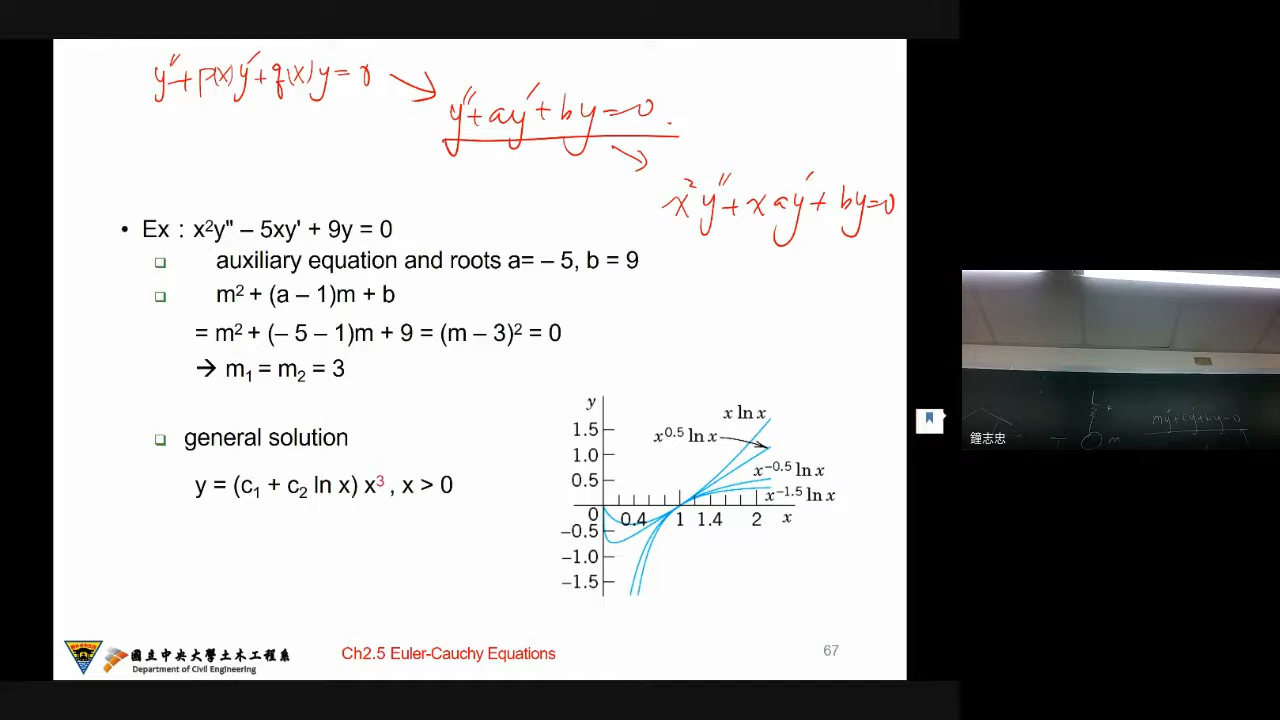 y″+p(x)y′+q(x)y=0
y″+ay′+by=0.
x²y″+xay′+by=0
• Ex : x²y" – 5xy' + 9y = 0
❑ auxiliary equation and roots a= – 5, b = 9
❑ m² + (a – 1)m + b
= m² + (– 5 – 1)m + 9 = (m – 3)² = 0
→ m₁ = m₂ = 3
❑ general solution
y = (c₁ + c₂ ln x) x³ , x > 0
y
x ln x
x^0.5 ln x
x^−0.5 ln x
x^−1.5 ln x
1.5
1.0
0.5
0
−0.5
−1.0
−1.5
0.4 1 1.4 2 x
my″+cy′+ky=0
鐘志忠
國立中央大學土木工程系
Department of Civil Engineering
Ch2.5 Euler-Cauchy Equations
67